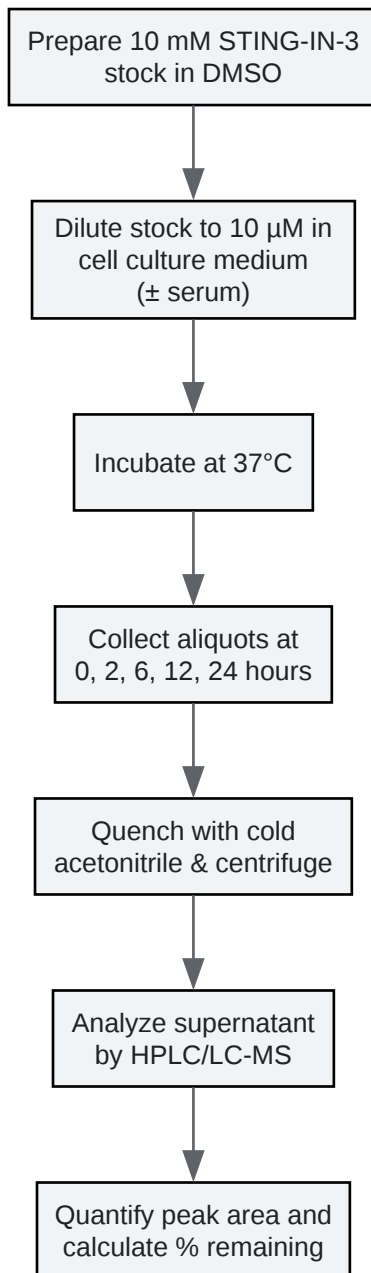 Prepare 10 mM STING-IN-3
stock in DMSO
Dilute stock to 10 µM in
cell culture medium
(± serum)
Incubate at 37°C
Collect aliquots at
0, 2, 6, 12, 24 hours
Quench with cold
acetonitrile & centrifuge
Analyze supernatant
by HPLC/LC-MS
Quantify peak area and
calculate % remaining